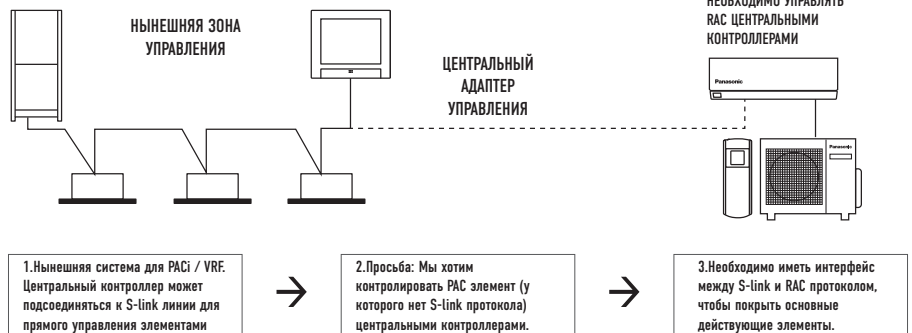 НЕОБХОДИМО УПРАВЛЯТЬ
RAC ЦЕНТРАЛЬНЫМИ
КОНТРОЛЛЕРАМИ
НЫНЕШНЯЯ ЗОНА
УПРАВЛЕНИЯ
ЦЕНТРАЛЬНЫЙ
АДАПТЕР
УПРАВЛЕНИЯ
Panasonic
Panasonic
1.Нынешняя система для PACi / VRF.
Центральный контроллер может
подсоединяться к S-link линии для
прямого управления элементами
2.Просьба: Мы хотим
контролировать PAC элемент (у
которого нет S-link протокола)
центральными контроллерами.
3.Необходимо иметь интерфейс
между S-link и RAC протоколом,
чтобы покрыть основные
действующие элементы.